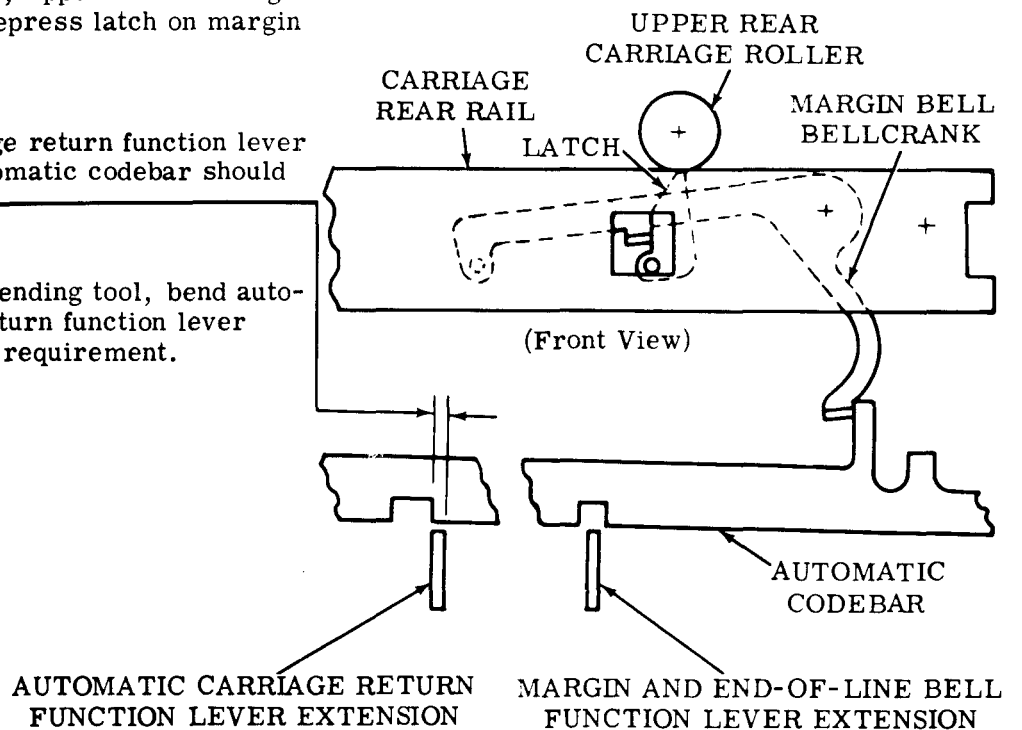 epress latch on margin
UPPER REAR
CARRIAGE ROLLER
CARRIAGE
REAR RAIL
MARGIN BELL
BELLCRANK
LATCH
ge return function lever
omatic codebar should
ending tool, bend auto-
turn function lever
requirement.
(Front View)
AUTOMATIC
CODEBAR
AUTOMATIC CARRIAGE RETURN
FUNCTION LEVER EXTENSION
MARGIN AND END-OF-LINE BELL
FUNCTION LEVER EXTENSION